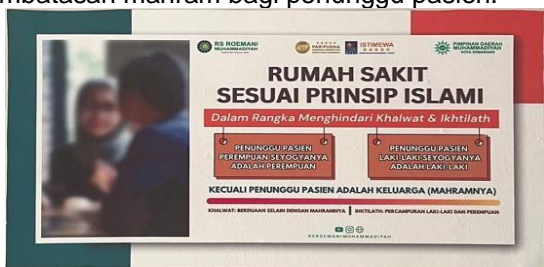 mbatasan mahram bagi penunggu pasien.
RS ROEMANI
MUHAMMADIYAH
PARIPURNA
ISTIMEWA
PIMPINAN DAERAH
MUHAMMADIYAH
KOTA SEMARANG
RUMAH SAKIT
SESUAI PRINSIP ISLAMI
Dalam Rangka Menghindari Khalwat & Ikhtilath
PENUNGGU PASIEN
PEREMPUAN SEYOGYANYA
ADALAH PEREMPUAN
PENUNGGU PASIEN
LAKI-LAKI SEYOGYANYA
ADALAH LAKI-LAKI
KECUALI PENUNGGU PASIEN ADALAH KELUARGA (MAHRAMNYA)
KHALWAT: BERDUAAN SELAIN DENGAN MAHRAMNYA
IKHTILATH: PERCAMPURAN LAKI-LAKI DAN PEREMPUAN
RSROEMANIMUHAMMADIYAH